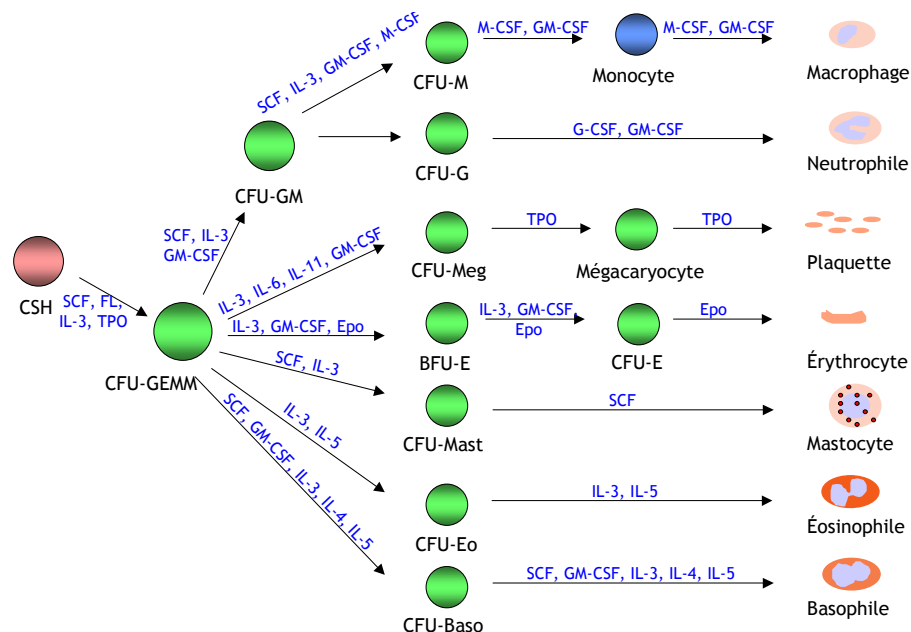 SCF, IL-3, GM-CSF, M-CSF
M-CSF, GM-CSF
M-CSF, GM-CSF
CFU-M
Monocyte
Macrophage
G-CSF, GM-CSF
CFU-GM
CFU-G
Neutrophile
SCF, IL-3
GM-CSF
IL-3, IL-6, IL-11, GM-CSF
TPO
TPO
CFU-Meg
Mégacaryocyte
Plaquette
CSH
SCF, FL,
IL-3, TPO
CFU-GEMM
IL-3, GM-CSF, Epo
IL-3, GM-CSF,
Epo
Epo
BFU-E
CFU-E
Érythrocyte
SCF, IL-3
SCF
CFU-Mast
Mastocyte
IL-3, IL-5
IL-3, IL-5
CFU-Eo
Éosinophile
SCF, GM-CSF, IL-3, IL-4, IL-5
SCF, GM-CSF, IL-3, IL-4, IL-5
CFU-Baso
Basophile